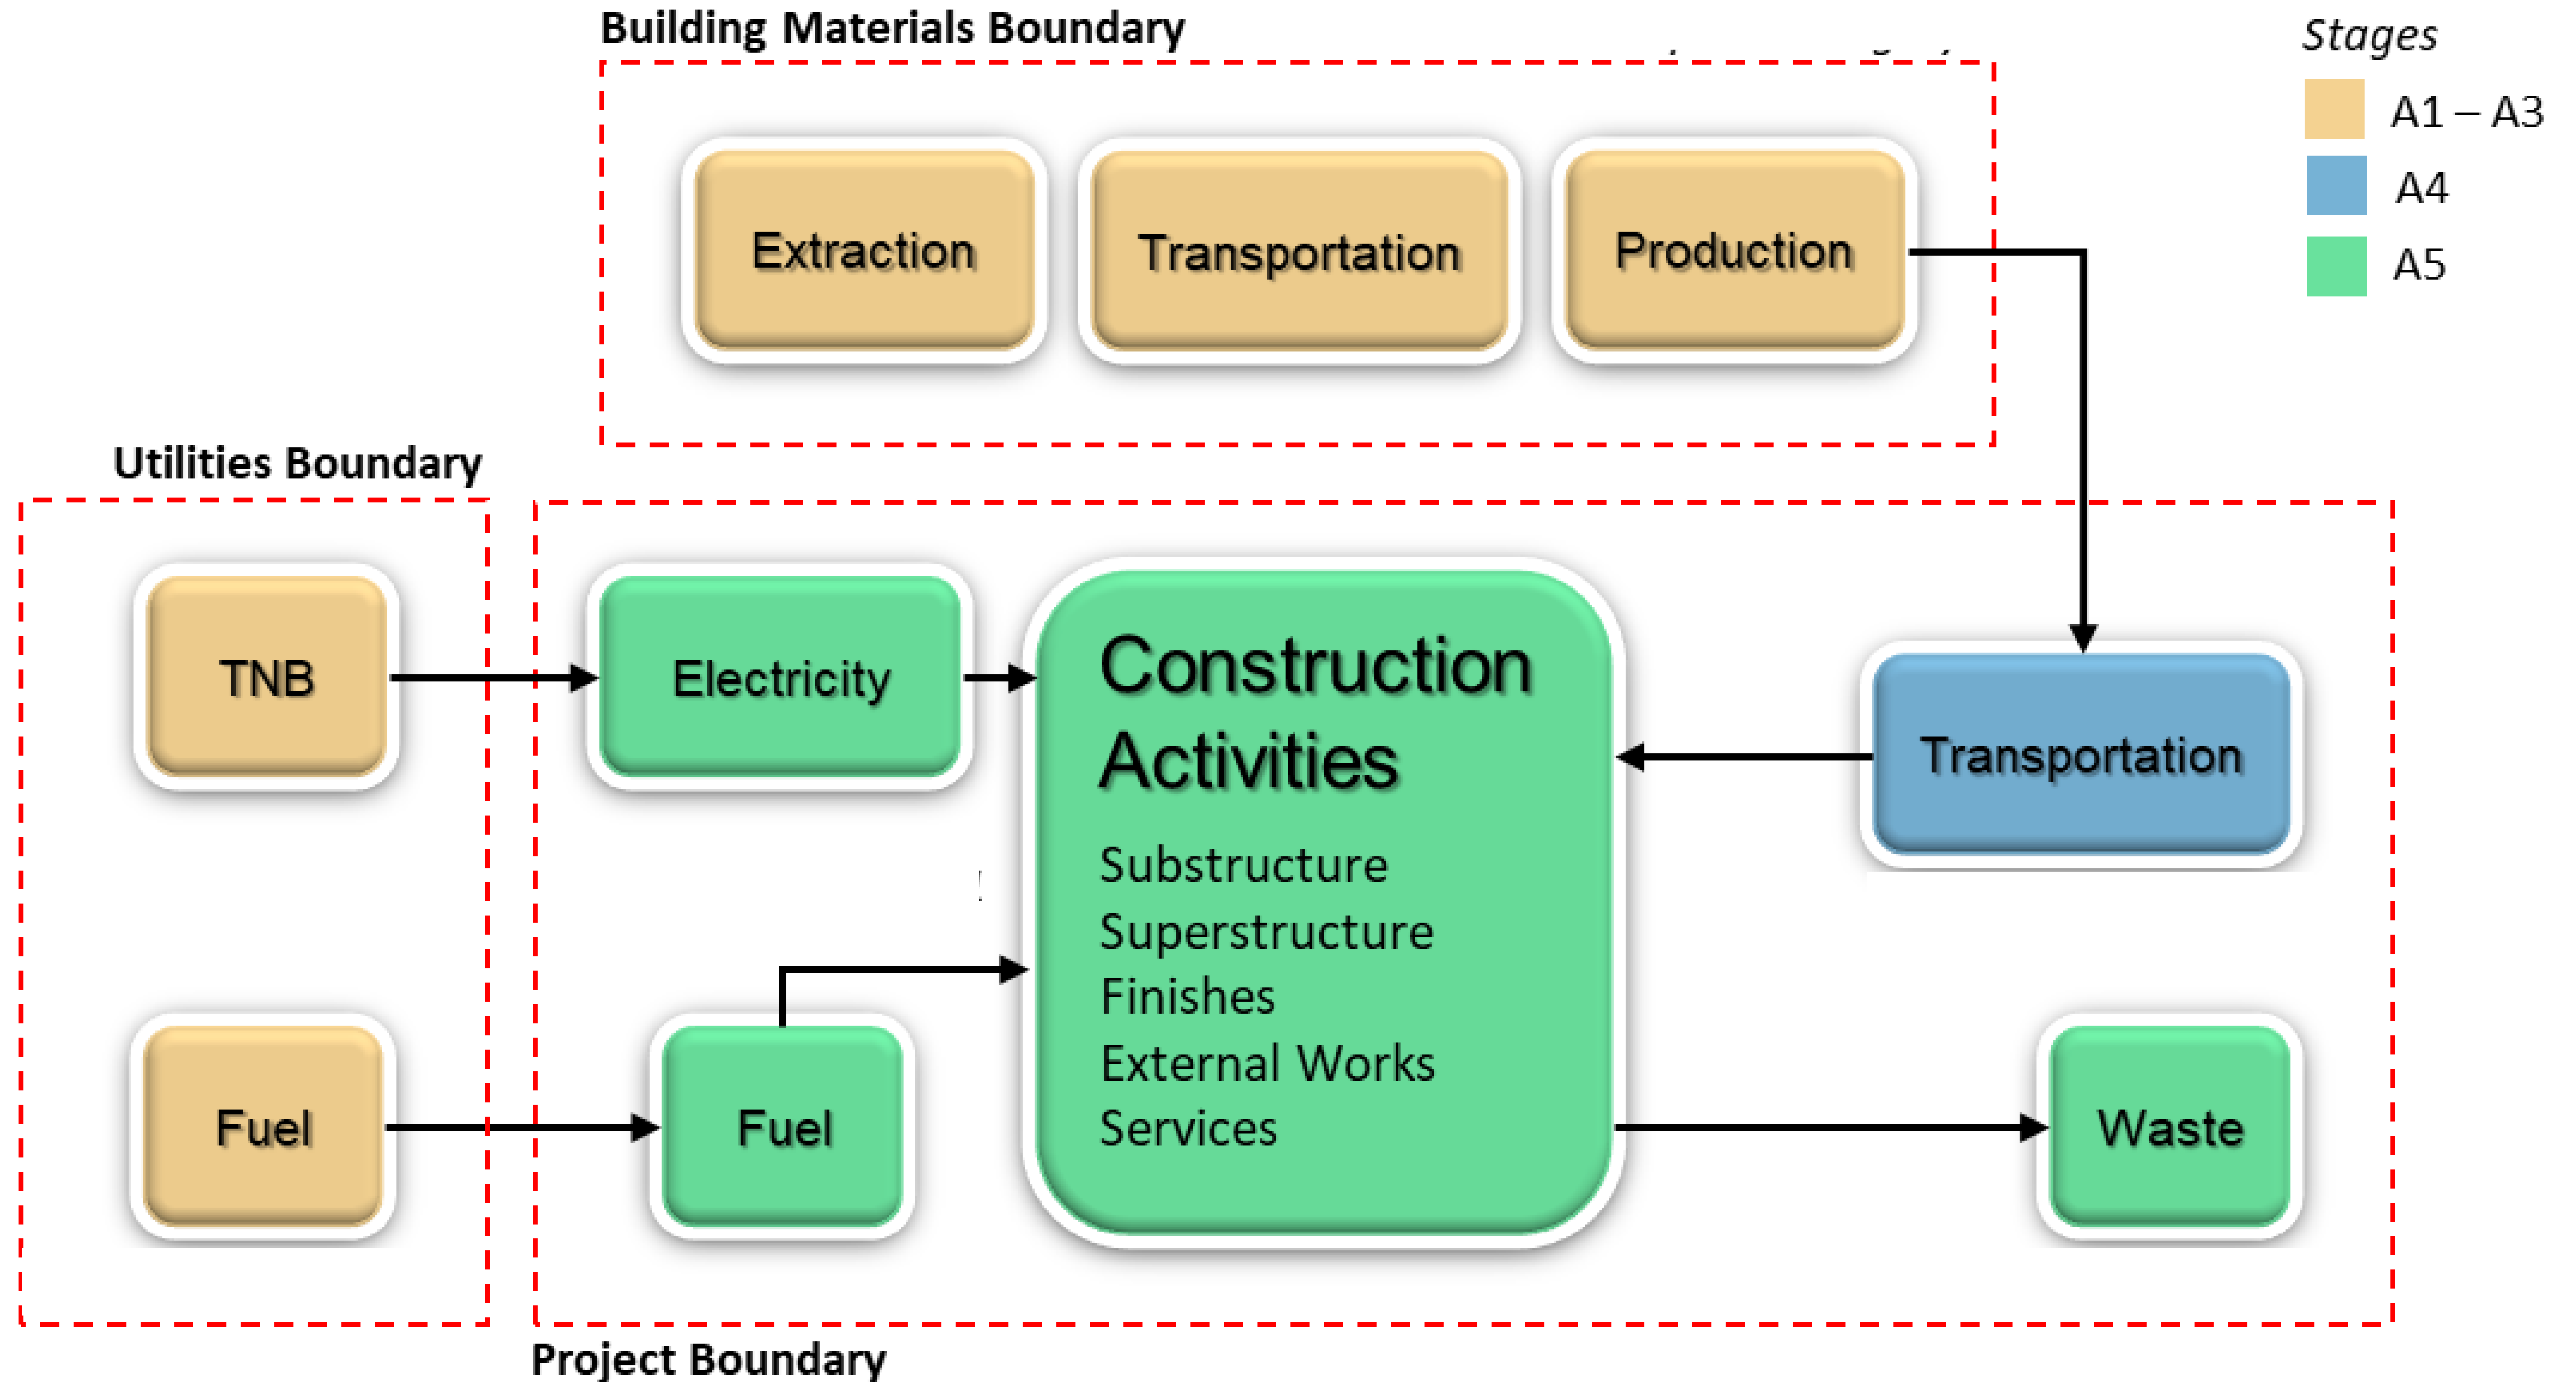 Building Materials Boundary
Stages
A1 – A3
A4
A5
Extraction
Transportation
Production
Utilities Boundary
TNB
Electricity
Construction
Activities
Substructure
Superstructure
Finishes
External Works
Services
Transportation
Fuel
Fuel
Waste
Project Boundary